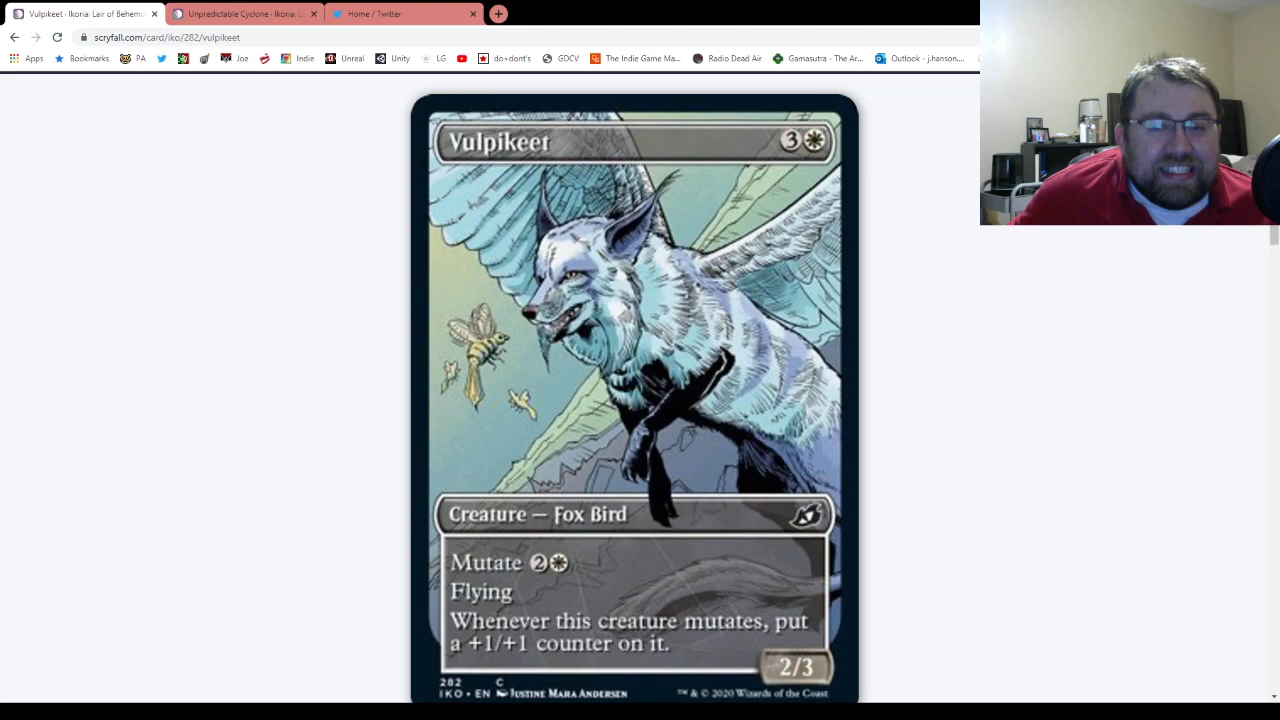 Vulpikeet - Ikoria: Lair of Behemo
Unpredictable Cyclone - Ikoria: L
Home / Twitter
scryfall.com/card/iko/282/vulpikeet
Apps Bookmarks PA Joe Indie Unreal Unity LG do+dont's GDCV The Indie Game Ma... Radio Dead Air Gamasutra - The Ar... Outlook - j.hanson....
Vulpikeet 3
Creature — Fox Bird
Mutate 2
Flying
Whenever this creature mutates, put
a +1/+1 counter on it.
2/3
282 C
IKO • EN JUSTINE MARA ANDERSEN
™ & © 2020 Wizards of the Coast